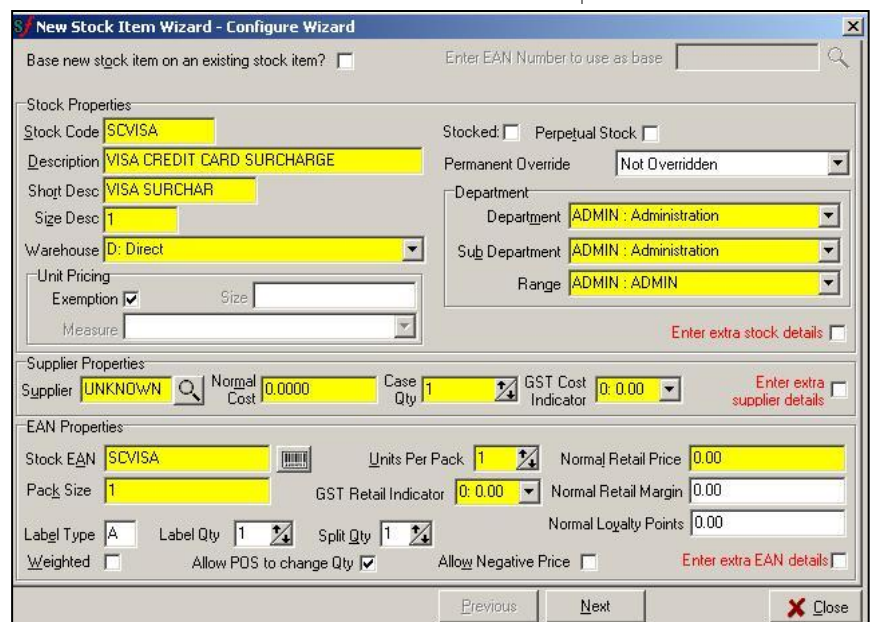 New Stock Item Wizard - Configure Wizard
Base new stock item on an existing stock item? Enter EAN Number to use as base
Stock Properties
Stock Code SCVISA Stocked: Perpetual Stock
Description VISA CREDIT CARD SURCHARGE Permanent Override Not Overridden
Short Desc VISA SURCHAR Department
Size Desc 1 Department ADMIN : Administration
Warehouse D: Direct Sub Department ADMIN : Administration
Unit Pricing Range ADMIN : ADMIN
Exemption Size
Measure Enter extra stock details
Supplier Properties
Supplier UNKNOWN Normal Cost 0.0000 Case Qty 1 GST Cost Indicator 0: 0.00 Enter extra supplier details
EAN Properties
Stock EAN SCVISA Units Per Pack 1 Normal Retail Price 0.00
Pack Size 1 GST Retail Indicator 0: 0.00 Normal Retail Margin 0.00
Label Type A Label Qty 1 Split Qty 1 Normal Loyalty Points 0.00
Weighted Allow POS to change Qty Allow Negative Price Enter extra EAN details
Previous Next Close